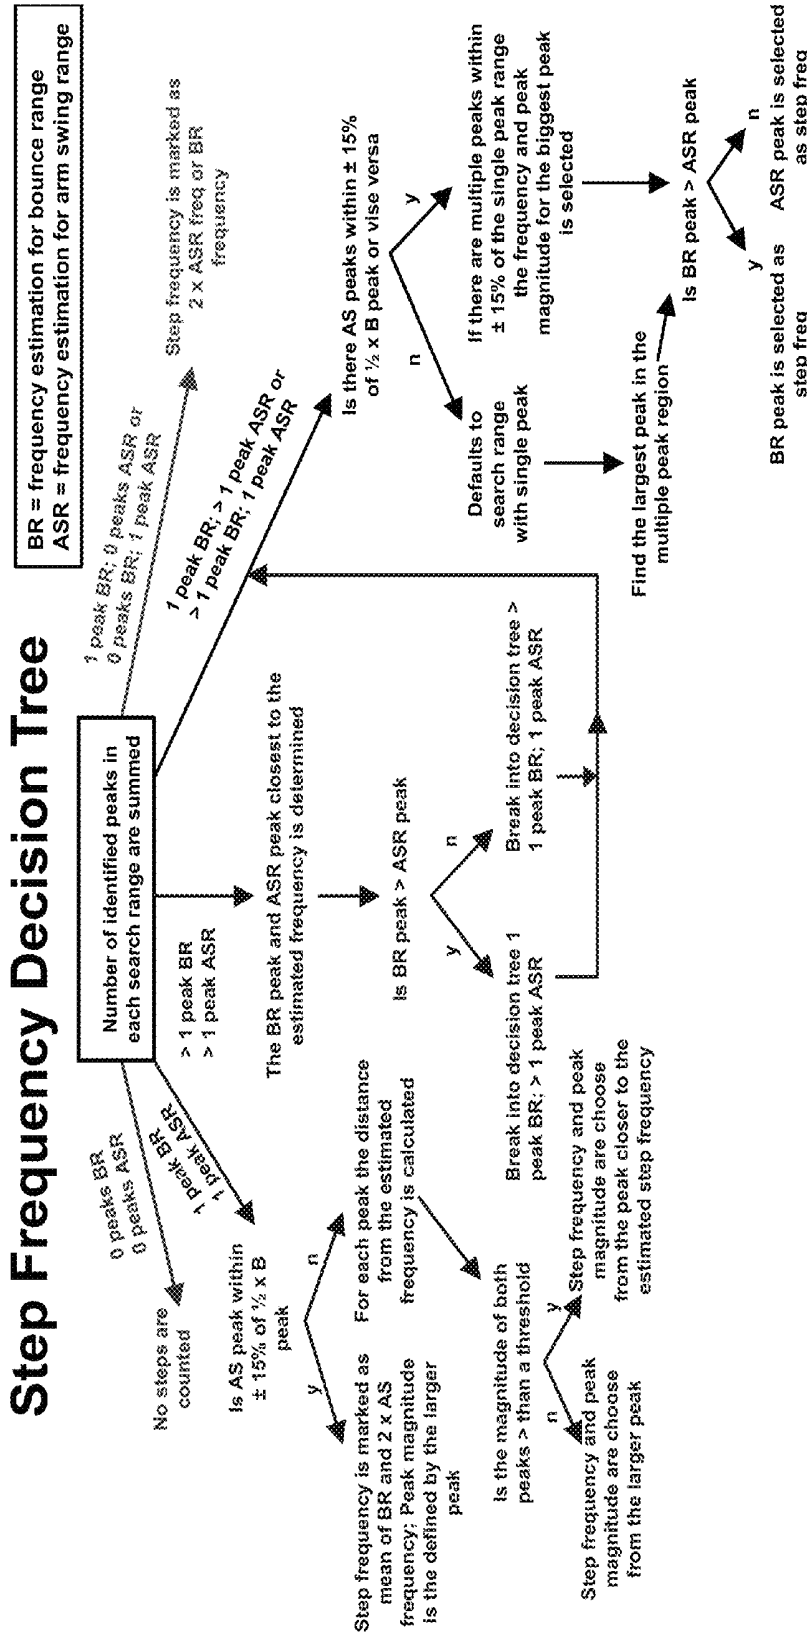 Step Frequency Decision Tree
BR = frequency estimation for bounce range
ASR = frequency estimation for arm swing range
Number of identified peaks in
each search range are summed
0 peaks BR
0 peaks ASR
No steps are
counted
1 peak BR
1 peak ASR
Is AS peak within
± 15% of ½ x B
peak
y
n
Step frequency is marked as
mean of BR and 2 x AS
frequency; Peak magnitude
is the defined by the larger
peak
For each peak the distance
from the estimated
frequency is calculated
Is the magnitude of both
peaks > than a threshold
n
y
Step frequency and peak
magnitude are choose
from the larger peak
Step frequency and peak
magnitude are choose
from the peak closer to the
estimated step frequency
> 1 peak BR
> 1 peak ASR
The BR peak and ASR peak closest to the
estimated frequency is determined
Is BR peak > ASR peak
y
n
Break into decision tree 1
peak BR; > 1 peak ASR
Break into decision tree >
1 peak BR; 1 peak ASR
1 peak BR; > 1 peak ASR or
> 1 peak BR; 1 peak ASR
Is there AS peaks within ± 15%
of ½ x B peak or vise versa
n
y
Defaults to
search range
with single peak
If there are multiple peaks within
± 15% of the single peak range
the frequency and peak
magnitude for the biggest peak
is selected
Find the largest peak in the
multiple peak region
Is BR peak > ASR peak
y
n
BR peak is selected as
step freq
ASR peak is selected
as step freq
1 peak BR; 0 peaks ASR or
0 peaks BR; 1 peak ASR
Step frequency is marked as
2 x ASR freq or BR
frequency